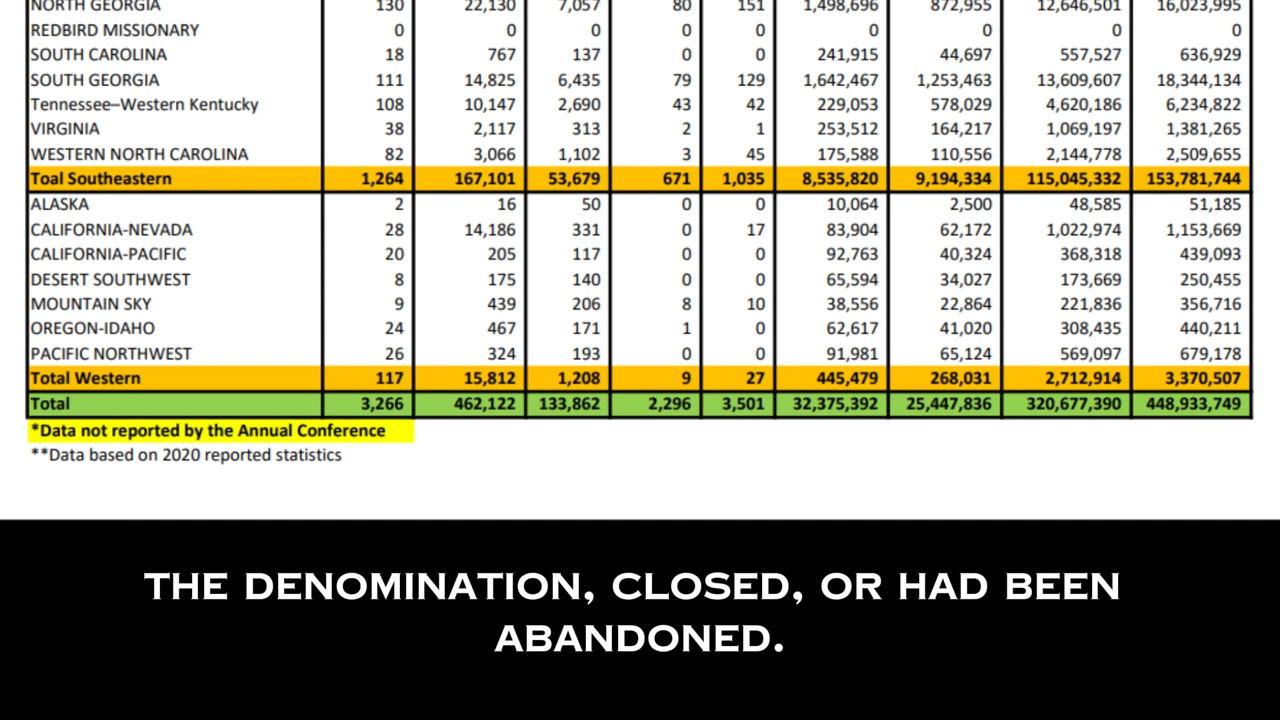 NORTH GEORGIA 130 22,130 7,057 80 151 1,498,696 872,955 12,646,501 16,023,995
REDBIRD MISSIONARY 0 0 0 0 0 0 0 0 0
SOUTH CAROLINA 18 767 137 0 0 241,915 44,697 557,527 636,929
SOUTH GEORGIA 111 14,825 6,435 79 129 1,642,467 1,253,463 13,609,607 18,344,134
Tennessee–Western Kentucky 108 10,147 2,690 43 42 229,053 578,029 4,620,186 6,234,822
VIRGINIA 38 2,117 313 2 1 253,512 164,217 1,069,197 1,381,265
WESTERN NORTH CAROLINA 82 3,066 1,102 3 45 175,588 110,556 2,144,778 2,509,655
Toal Southeastern 1,264 167,101 53,679 671 1,035 8,535,820 9,194,334 115,045,332 153,781,744
ALASKA 2 16 50 0 0 10,064 2,500 48,585 51,185
CALIFORNIA-NEVADA 28 14,186 331 0 17 83,904 62,172 1,022,974 1,153,669
CALIFORNIA-PACIFIC 20 205 117 0 0 92,763 40,324 368,318 439,093
DESERT SOUTHWEST 8 175 140 0 0 65,594 34,027 173,669 250,455
MOUNTAIN SKY 9 439 206 8 10 38,556 22,864 221,836 356,716
OREGON-IDAHO 24 467 171 1 0 62,617 41,020 308,435 440,211
PACIFIC NORTHWEST 26 324 193 0 0 91,981 65,124 569,097 679,178
Total Western 117 15,812 1,208 9 27 445,479 268,031 2,712,914 3,370,507
Total 3,266 462,122 133,862 2,296 3,501 32,375,392 25,447,836 320,677,390 448,933,749
*Data not reported by the Annual Conference
**Data based on 2020 reported statistics
THE DENOMINATION, CLOSED, OR HAD BEEN
ABANDONED.